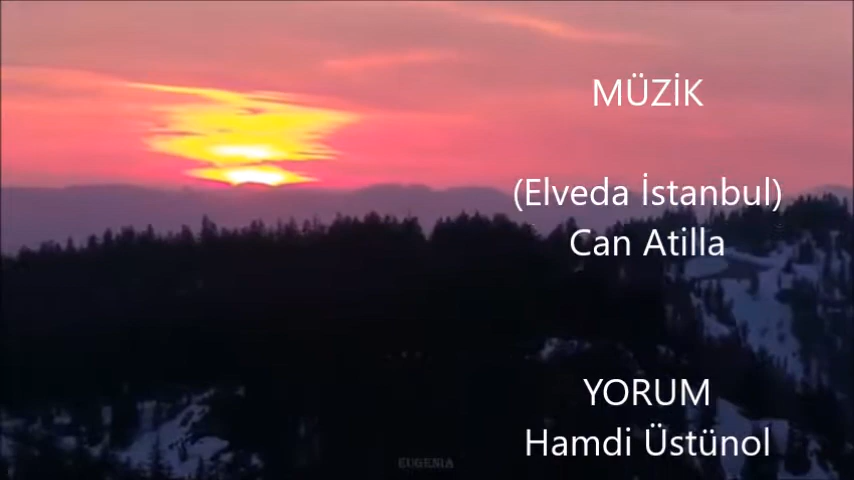 MÜZİK
(Elveda İstanbul)
Can Atilla
YORUM
Hamdi Üstünol
EUGENIA